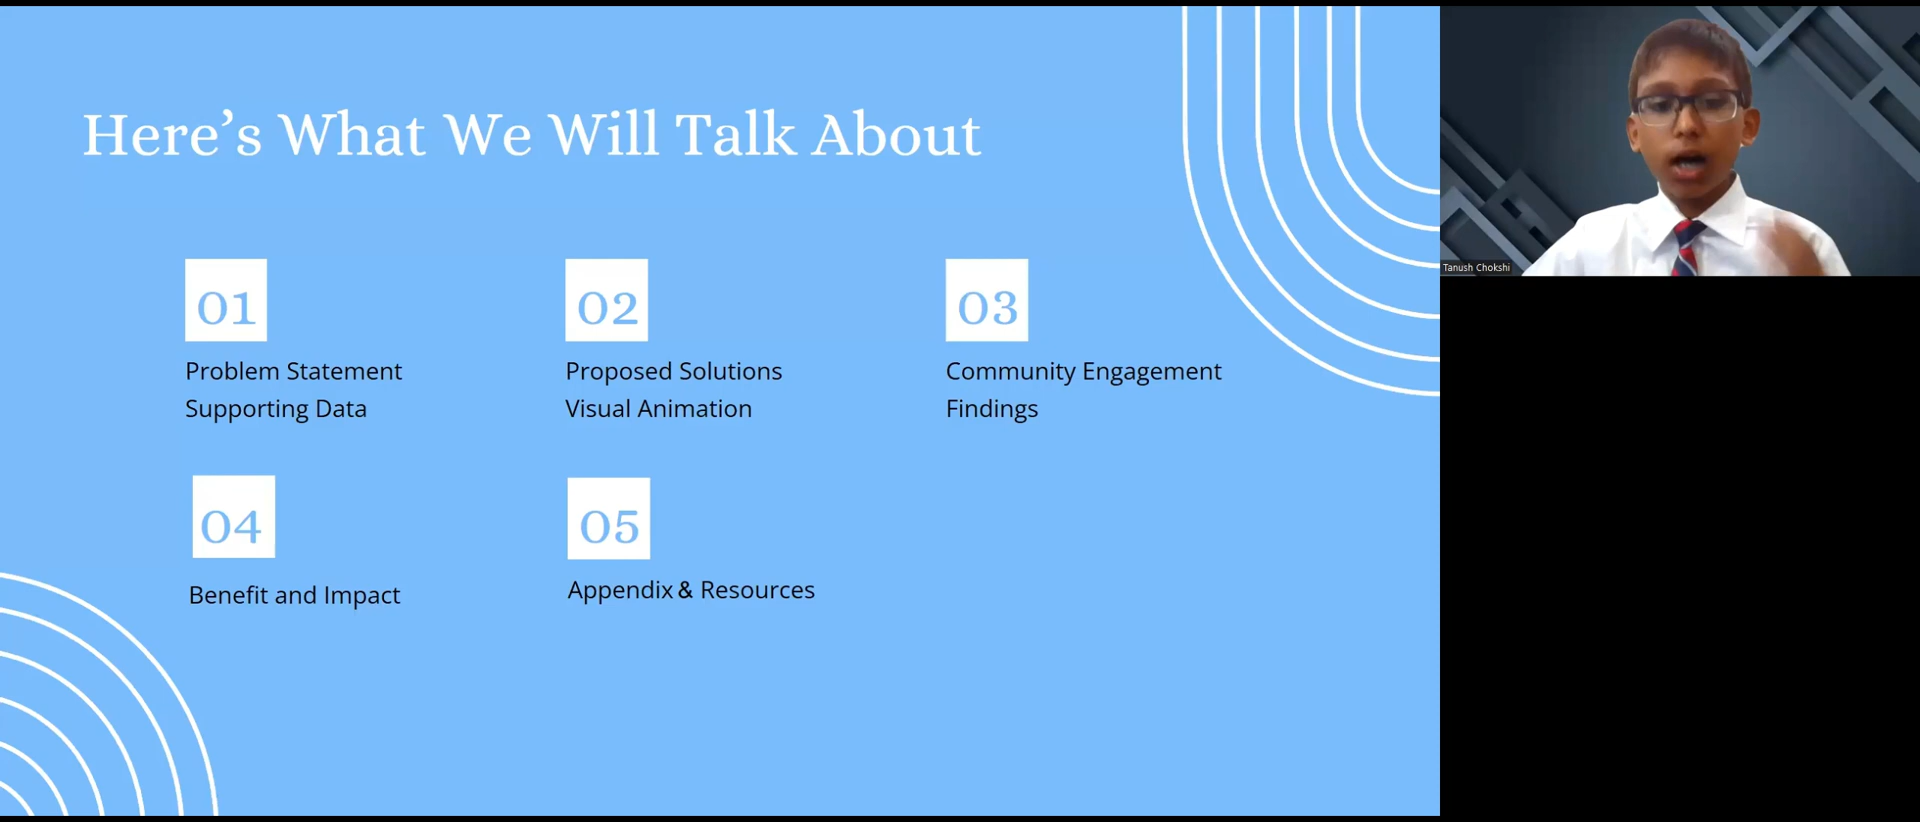 Here's What We Will Talk About
01
Problem Statement
Supporting Data
02
Proposed Solutions
Visual Animation
03
Community Engagement
Findings
04
Benefit and Impact
05
Appendix & Resources
Tanush Chokshi